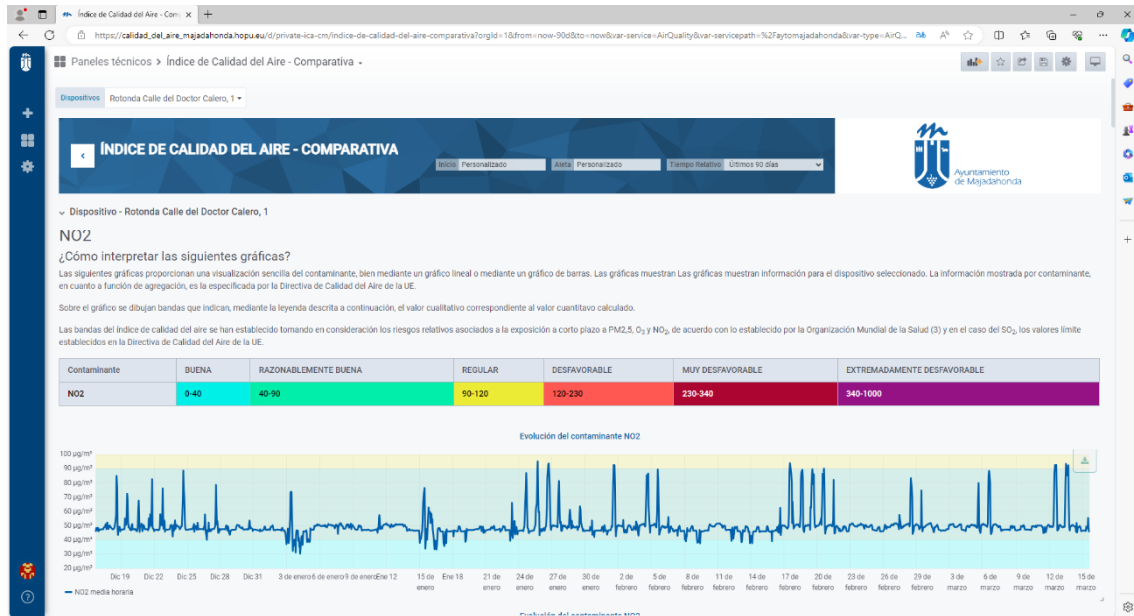 Índice de Calidad del Aire - Com
https://calidad_del_aire_majadahonda.hopu.eu/d/private-ica-cm/indice-de-calidad-del-aire-comparativa?orgId=1&from=now-90d&to=now&var-service=AirQuality&var-servicepath=%2Faytomajadahonda&var-type=AirQ...
Paneles técnicos > Índice de Calidad del Aire - Comparativa
Dispositivos Rotonda Calle del Doctor Calero, 1
ÍNDICE DE CALIDAD DEL AIRE - COMPARATIVA
Inicio Personalizado Aleta Personalizado Tiempo Relativo Últimos 90 días
Ayuntamiento
de Majadahonda
Dispositivo - Rotonda Calle del Doctor Calero, 1
NO2
¿Cómo interpretar las siguientes gráficas?
Las siguientes gráficas proporcionan una visualización sencilla del contaminante, bien mediante un gráfico lineal o mediante un gráfico de barras. Las gráficas muestran Las gráficas muestran información para el dispositivo seleccionado. La información mostrada por contaminante,
en cuanto a función de agregación, es la especificada por la Directiva de Calidad del Aire de la UE.
Sobre el gráfico se dibujan bandas que indican, mediante la leyenda descrita a continuación, el valor cualitativo correspondiente al valor cuantitavo calculado.
Las bandas del índice de calidad del aire se han establecido tomando en consideración los riesgos relativos asociados a la exposición a corto plazo a PM2,5, O3 y NO2, de acuerdo con lo establecido por la Organización Mundial de la Salud (3) y en el caso del SO2, los valores límite
establecidos en la Directiva de Calidad del Aire de la UE.
Contaminante BUENA RAZONABLEMENTE BUENA REGULAR DESFAVORABLE MUY DESFAVORABLE EXTREMADAMENTE DESFAVORABLE
NO2 0-40 40-90 90-120 120-230 230-340 340-1000
Evolución del contaminante NO2
100 µg/m³
90 µg/m³
80 µg/m³
70 µg/m³
60 µg/m³
50 µg/m³
40 µg/m³
30 µg/m³
20 µg/m³
Dic 19 Dic 22 Dic 25 Dic 28 Dic 31 3 de enero 6 de enero 9 de enero Ene 12 15 de enero Ene 18 21 de enero 24 de enero 27 de enero 30 de enero 2 de febrero 5 de febrero 8 de febrero 11 de febrero 14 de febrero 17 de febrero 20 de febrero 23 de febrero 26 de febrero 29 de febrero 3 de marzo 6 de marzo 9 de marzo 12 de marzo 15 de marzo
NO2 media horaria
Evolución del contaminante NO2